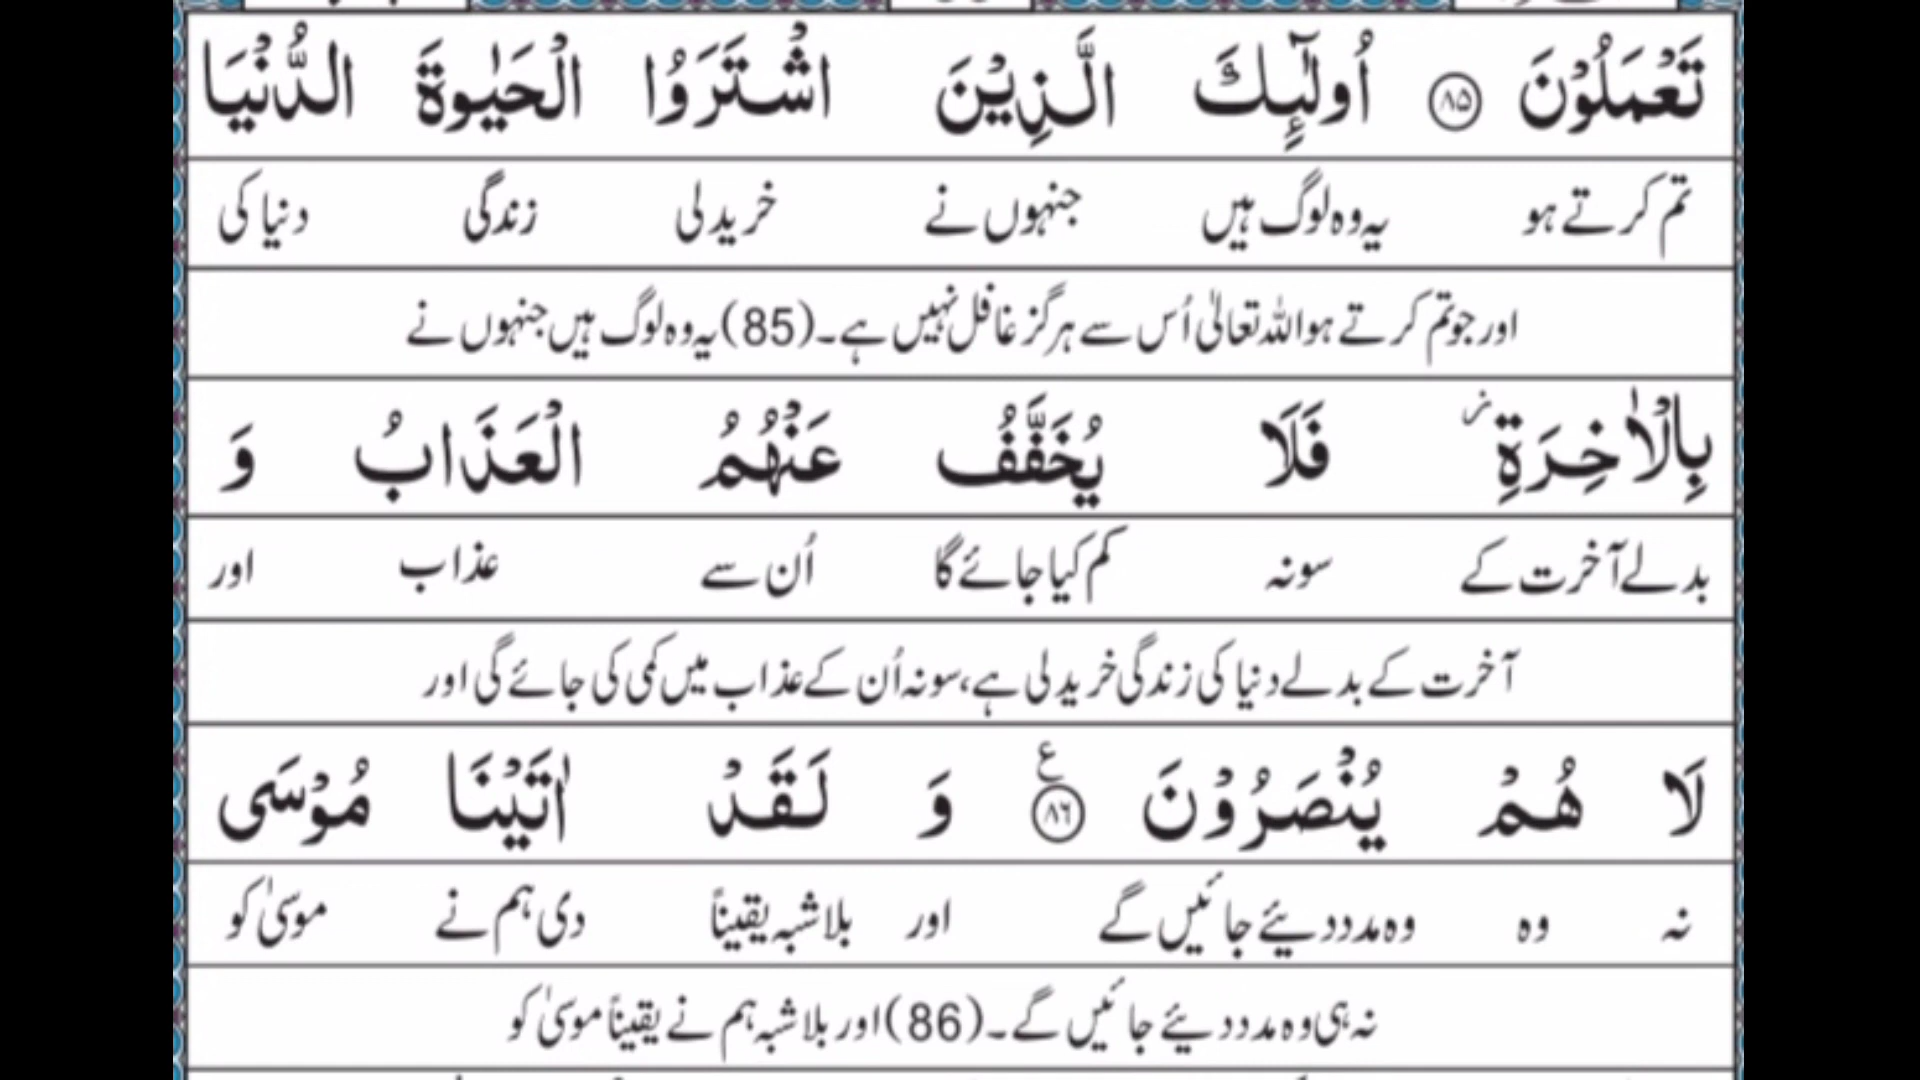 تَعْمَلُوْنَ ﴿۸۵﴾ اُولٰٓئِكَ الَّذِيْنَ اشْتَرَوُا الْحَيٰوةَ الدُّنْيَا
تم کرتے ہو یہ وہ لوگ ہیں جنہوں نے خرید لی زندگی دنیا کی
اور جو تم کرتے ہو اللہ تعالیٰ اُس سے ہرگز غافل نہیں ہے۔(85) یہ وہ لوگ ہیں جنہوں نے
بِالْاٰخِرَةِ ز فَلَا يُخَفَّفُ عَنْهُمُ الْعَذَابُ وَ
بدلے آخرت کے سو نہ کم کیا جائے گا اُن سے عذاب اور
آخرت کے بدلے دنیا کی زندگی خرید لی ہے، سو نہ اُن کے عذاب میں کمی کی جائے گی اور
لَا هُمْ يُنْصَرُوْنَ ﴿۸۶﴾ ع وَ لَقَدْ اٰتَيْنَا مُوْسَى
نہ وہ وہ مدد دیئے جائیں گے اور بلاشبہ یقیناً دی ہم نے موسیٰ کو
نہ ہی وہ مدد دیئے جائیں گے۔(86) اور بلاشبہ ہم نے یقیناً موسیٰ کو